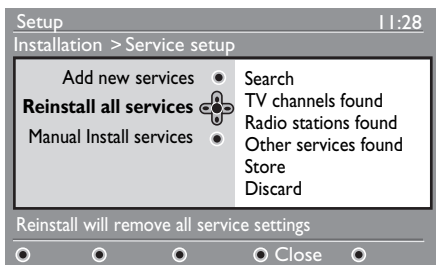 Setup 11:28
Installation > Service setup
Add new services
Reinstall all services
Manual Install services
Search
TV channels found
Radio stations found
Other services found
Store
Discard
Reinstall will remove all service settings
Close